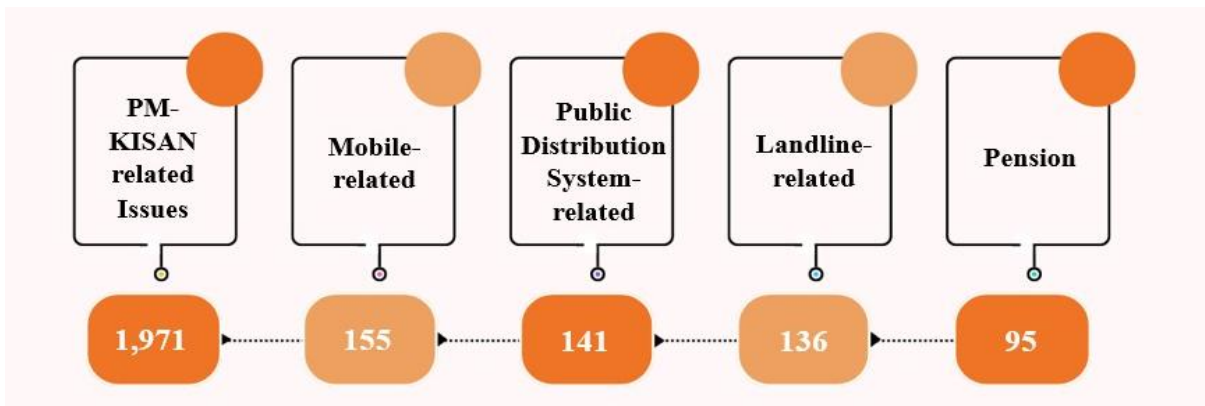 PM-
KISAN
related
Issues
Mobile-
related
Public
Distribution
System-
related
Landline-
related
Pension
1,971
155
141
136
95